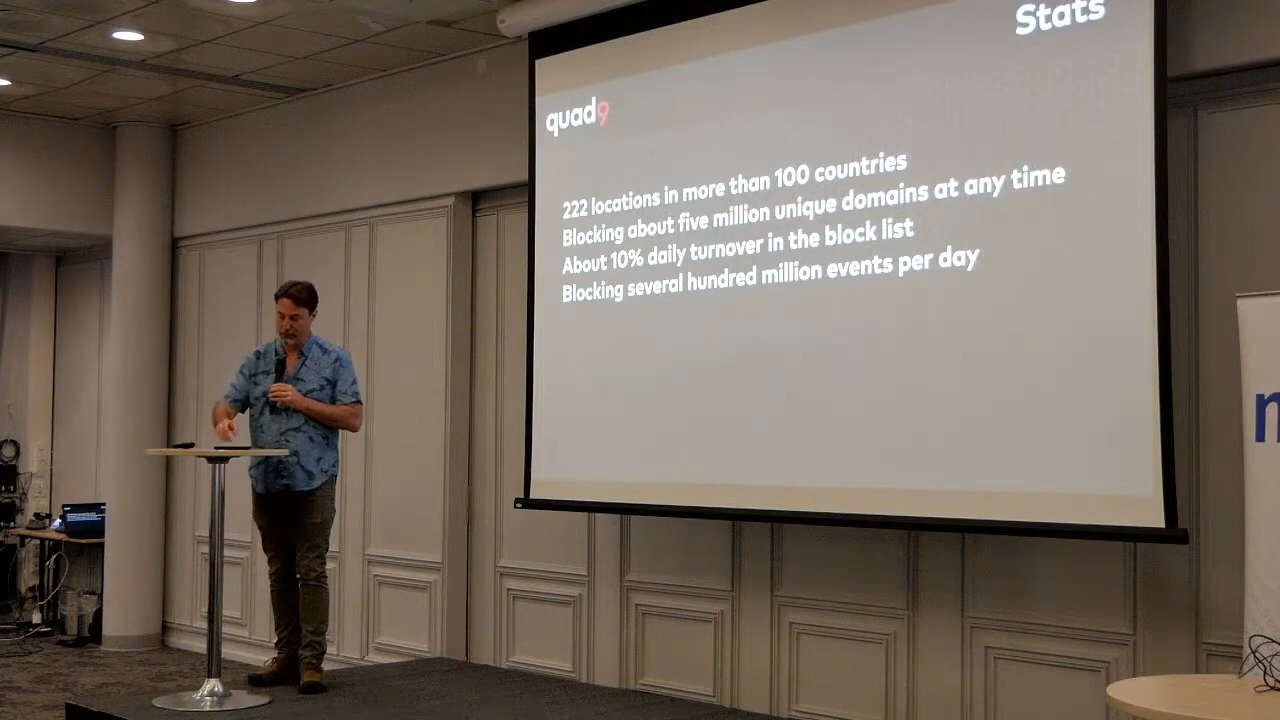 Stats
quad9
222 locations in more than 100 countries
Blocking about five million unique domains at any time
About 10% daily turnover in the block list
Blocking several hundred million events per day